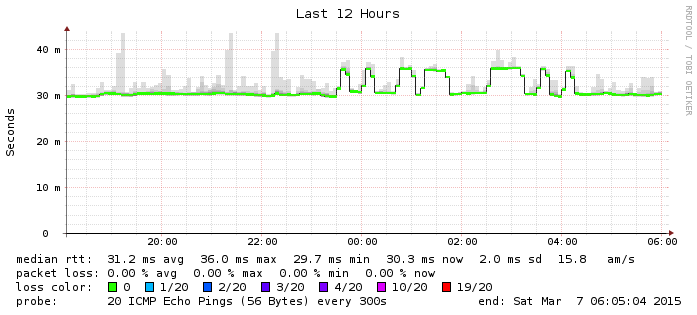 Last 12 Hours
RRDTOOL / TOBI OETIKER
Seconds
40 m
30 m
20 m
10 m
0
20:00 22:00 00:00 02:00 04:00 06:00
median rtt: 31.2 ms avg 36.0 ms max 29.7 ms min 30.3 ms now 2.0 ms sd 15.8 am/s
packet loss: 0.00 % avg 0.00 % max 0.00 % min 0.00 % now
loss color: 0 1/20 2/20 3/20 4/20 10/20 19/20
probe: 20 ICMP Echo Pings (56 Bytes) every 300s end: Sat Mar 7 06:05:04 2015